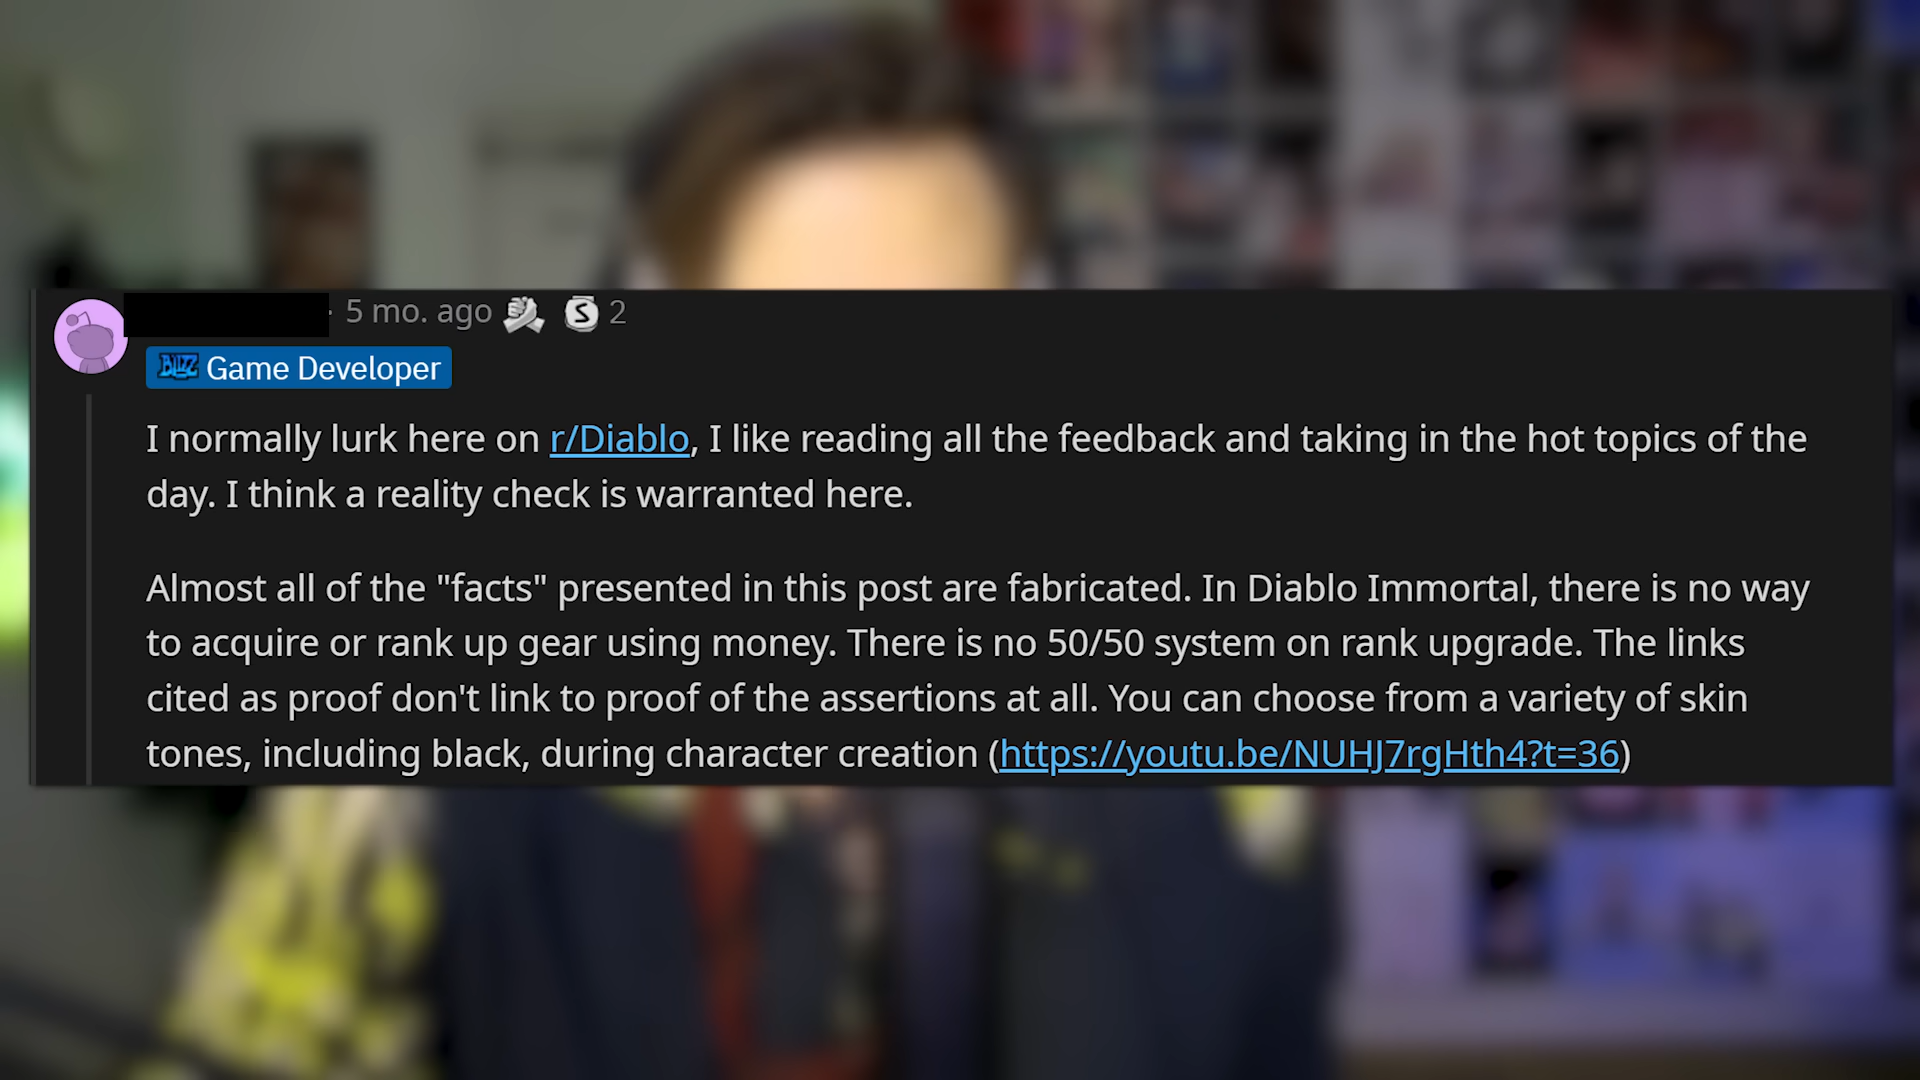 · 5 mo. ago 2
BLIZZ Game Developer
I normally lurk here on r/Diablo, I like reading all the feedback and taking in the hot topics of the
day. I think a reality check is warranted here.
Almost all of the "facts" presented in this post are fabricated. In Diablo Immortal, there is no way
to acquire or rank up gear using money. There is no 50/50 system on rank upgrade. The links
cited as proof don't link to proof of the assertions at all. You can choose from a variety of skin
tones, including black, during character creation (https://youtu.be/NUHJ7rgHth4?t=36)